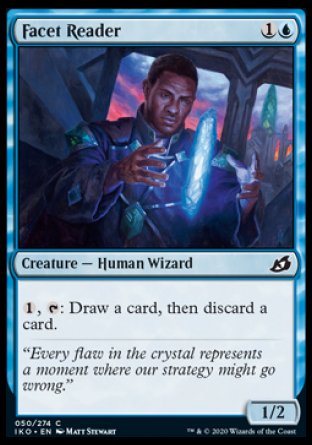 Facet Reader 1
Creature — Human Wizard
1, : Draw a card, then discard a
card.
“Every flaw in the crystal represents
a moment where our strategy might go
wrong.”
1/2
050/274 C
IKO • EN MATT STEWART
™ & © 2020 Wizards of the Coast